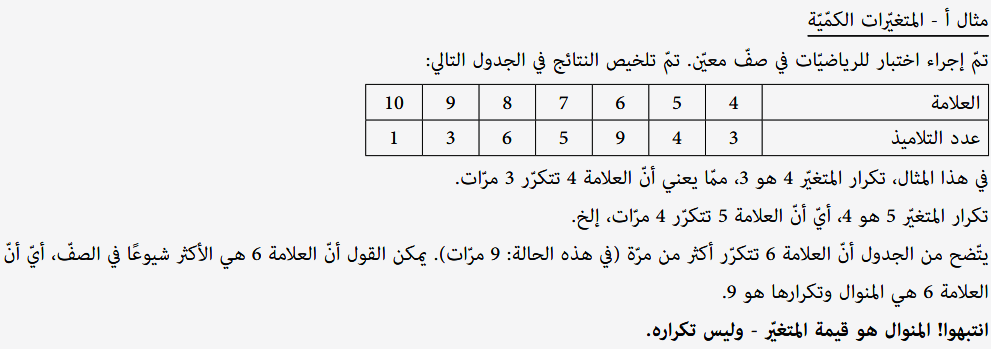 مثال أ - المتغيّرات الكمّيّة
تمّ إجراء اختبار للرياضيّات في صفّ معيّن. تمّ تلخيص النتائج في الجدول التالي:
العلامة 4 5 6 7 8 9 10
عدد التلاميذ 3 4 9 5 6 3 1
في هذا المثال، تكرار المتغيّر 4 هو 3، ممّا يعني أنّ العلامة 4 تتكرّر 3 مرّات.
تكرار المتغيّر 5 هو 4، أيّ أنّ العلامة 5 تتكرّر 4 مرّات، إلخ.
يتّضح من الجدول أنّ العلامة 6 تتكرّر أكثر من مرّة (في هذه الحالة: 9 مرّات). يمكن القول أنّ العلامة 6 هي الأكثر شيوعًا في الصفّ، أيّ أنّ
العلامة 6 هي المنوال وتكرارها هو 9.
انتبهوا! المنوال هو قيمة المتغيّر - وليس تكراره.